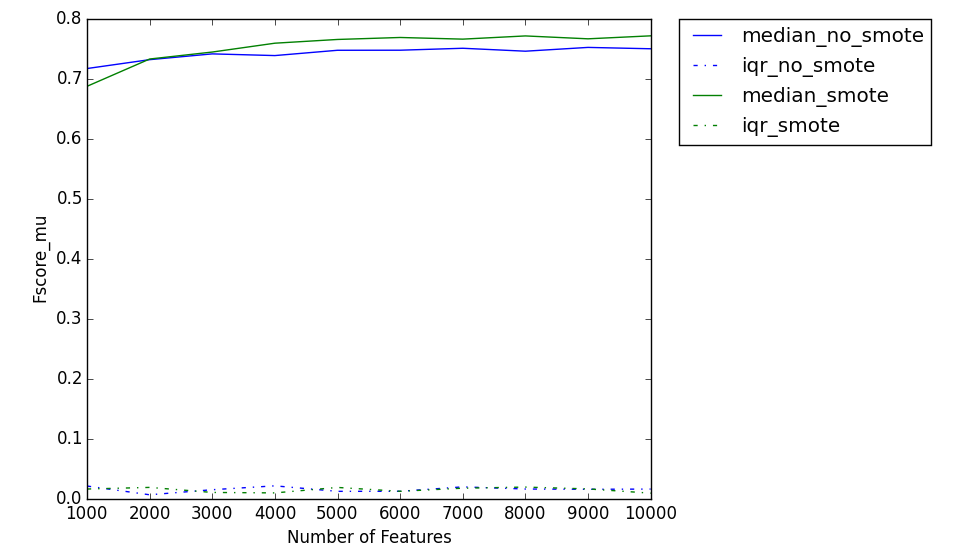 0.8
0.7
0.6
0.5
0.4
0.3
0.2
0.1
0.0
Fscore_mu
1000 2000 3000 4000 5000 6000 7000 8000 9000 10000
Number of Features
median_no_smote
iqr_no_smote
median_smote
iqr_smote